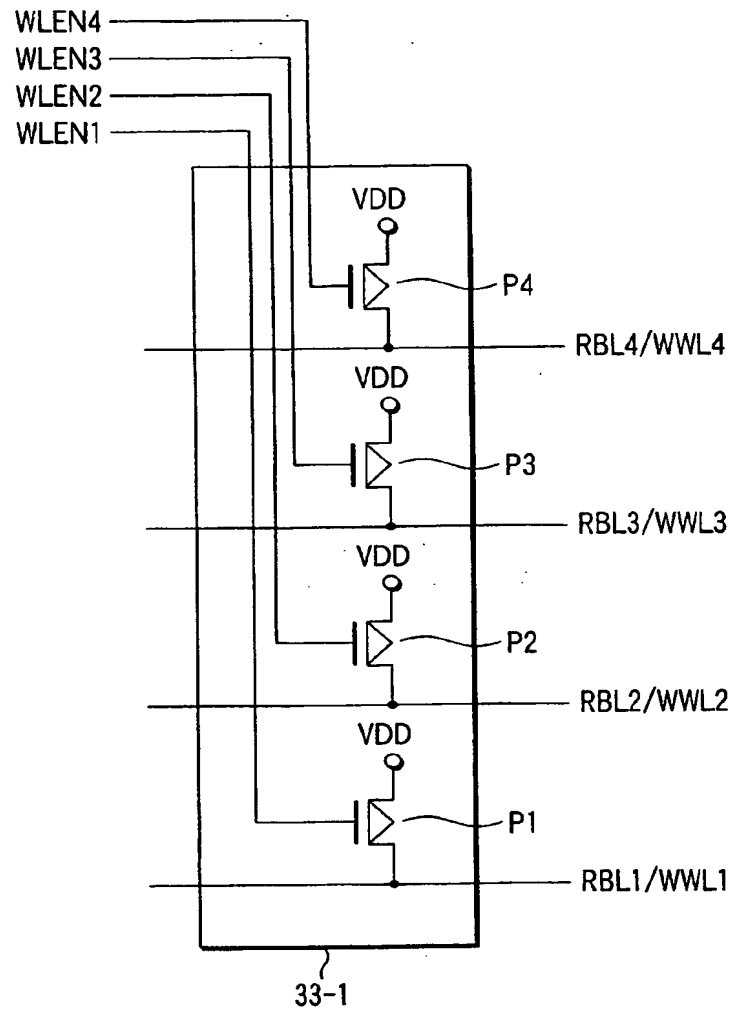 WLEN4
WLEN3
WLEN2
WLEN1
VDD
P4
RBL4/WWL4
VDD
P3
RBL3/WWL3
VDD
P2
RBL2/WWL2
VDD
P1
RBL1/WWL1
33-1